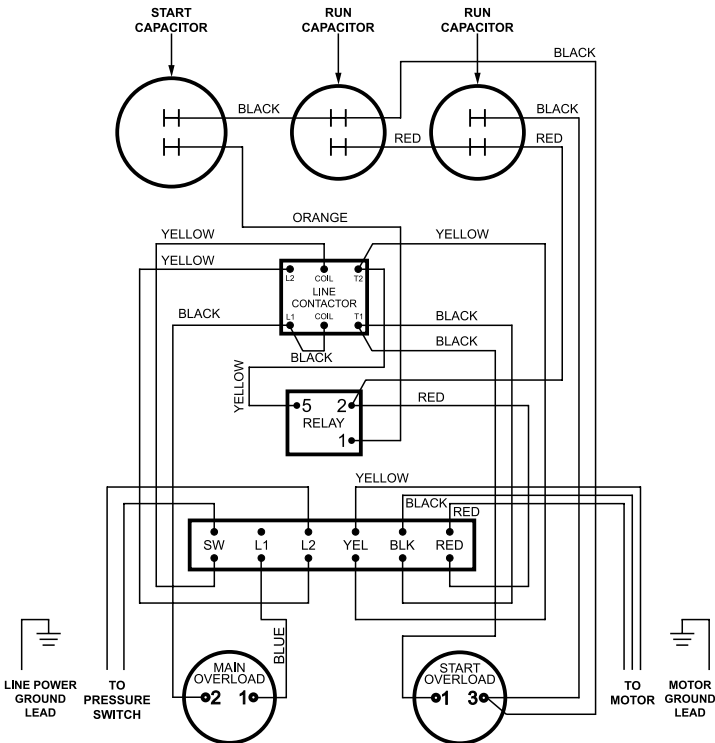 START
CAPACITOR
RUN
CAPACITOR
RUN
CAPACITOR
BLACK
BLACK
BLACK
RED
RED
ORANGE
YELLOW
YELLOW
YELLOW
L2
COIL
T2
LINE
CONTACTOR
L1
COIL
T1
BLACK
BLACK
BLACK
BLACK
YELLOW
5
2
RELAY
1
RED
YELLOW
BLACK
RED
SW
L1
L2
YEL
BLK
RED
BLUE
LINE POWER
GROUND
LEAD
TO
PRESSURE
SWITCH
MAIN
OVERLOAD
2
1
START
OVERLOAD
1
3
TO
MOTOR
MOTOR
GROUND
LEAD